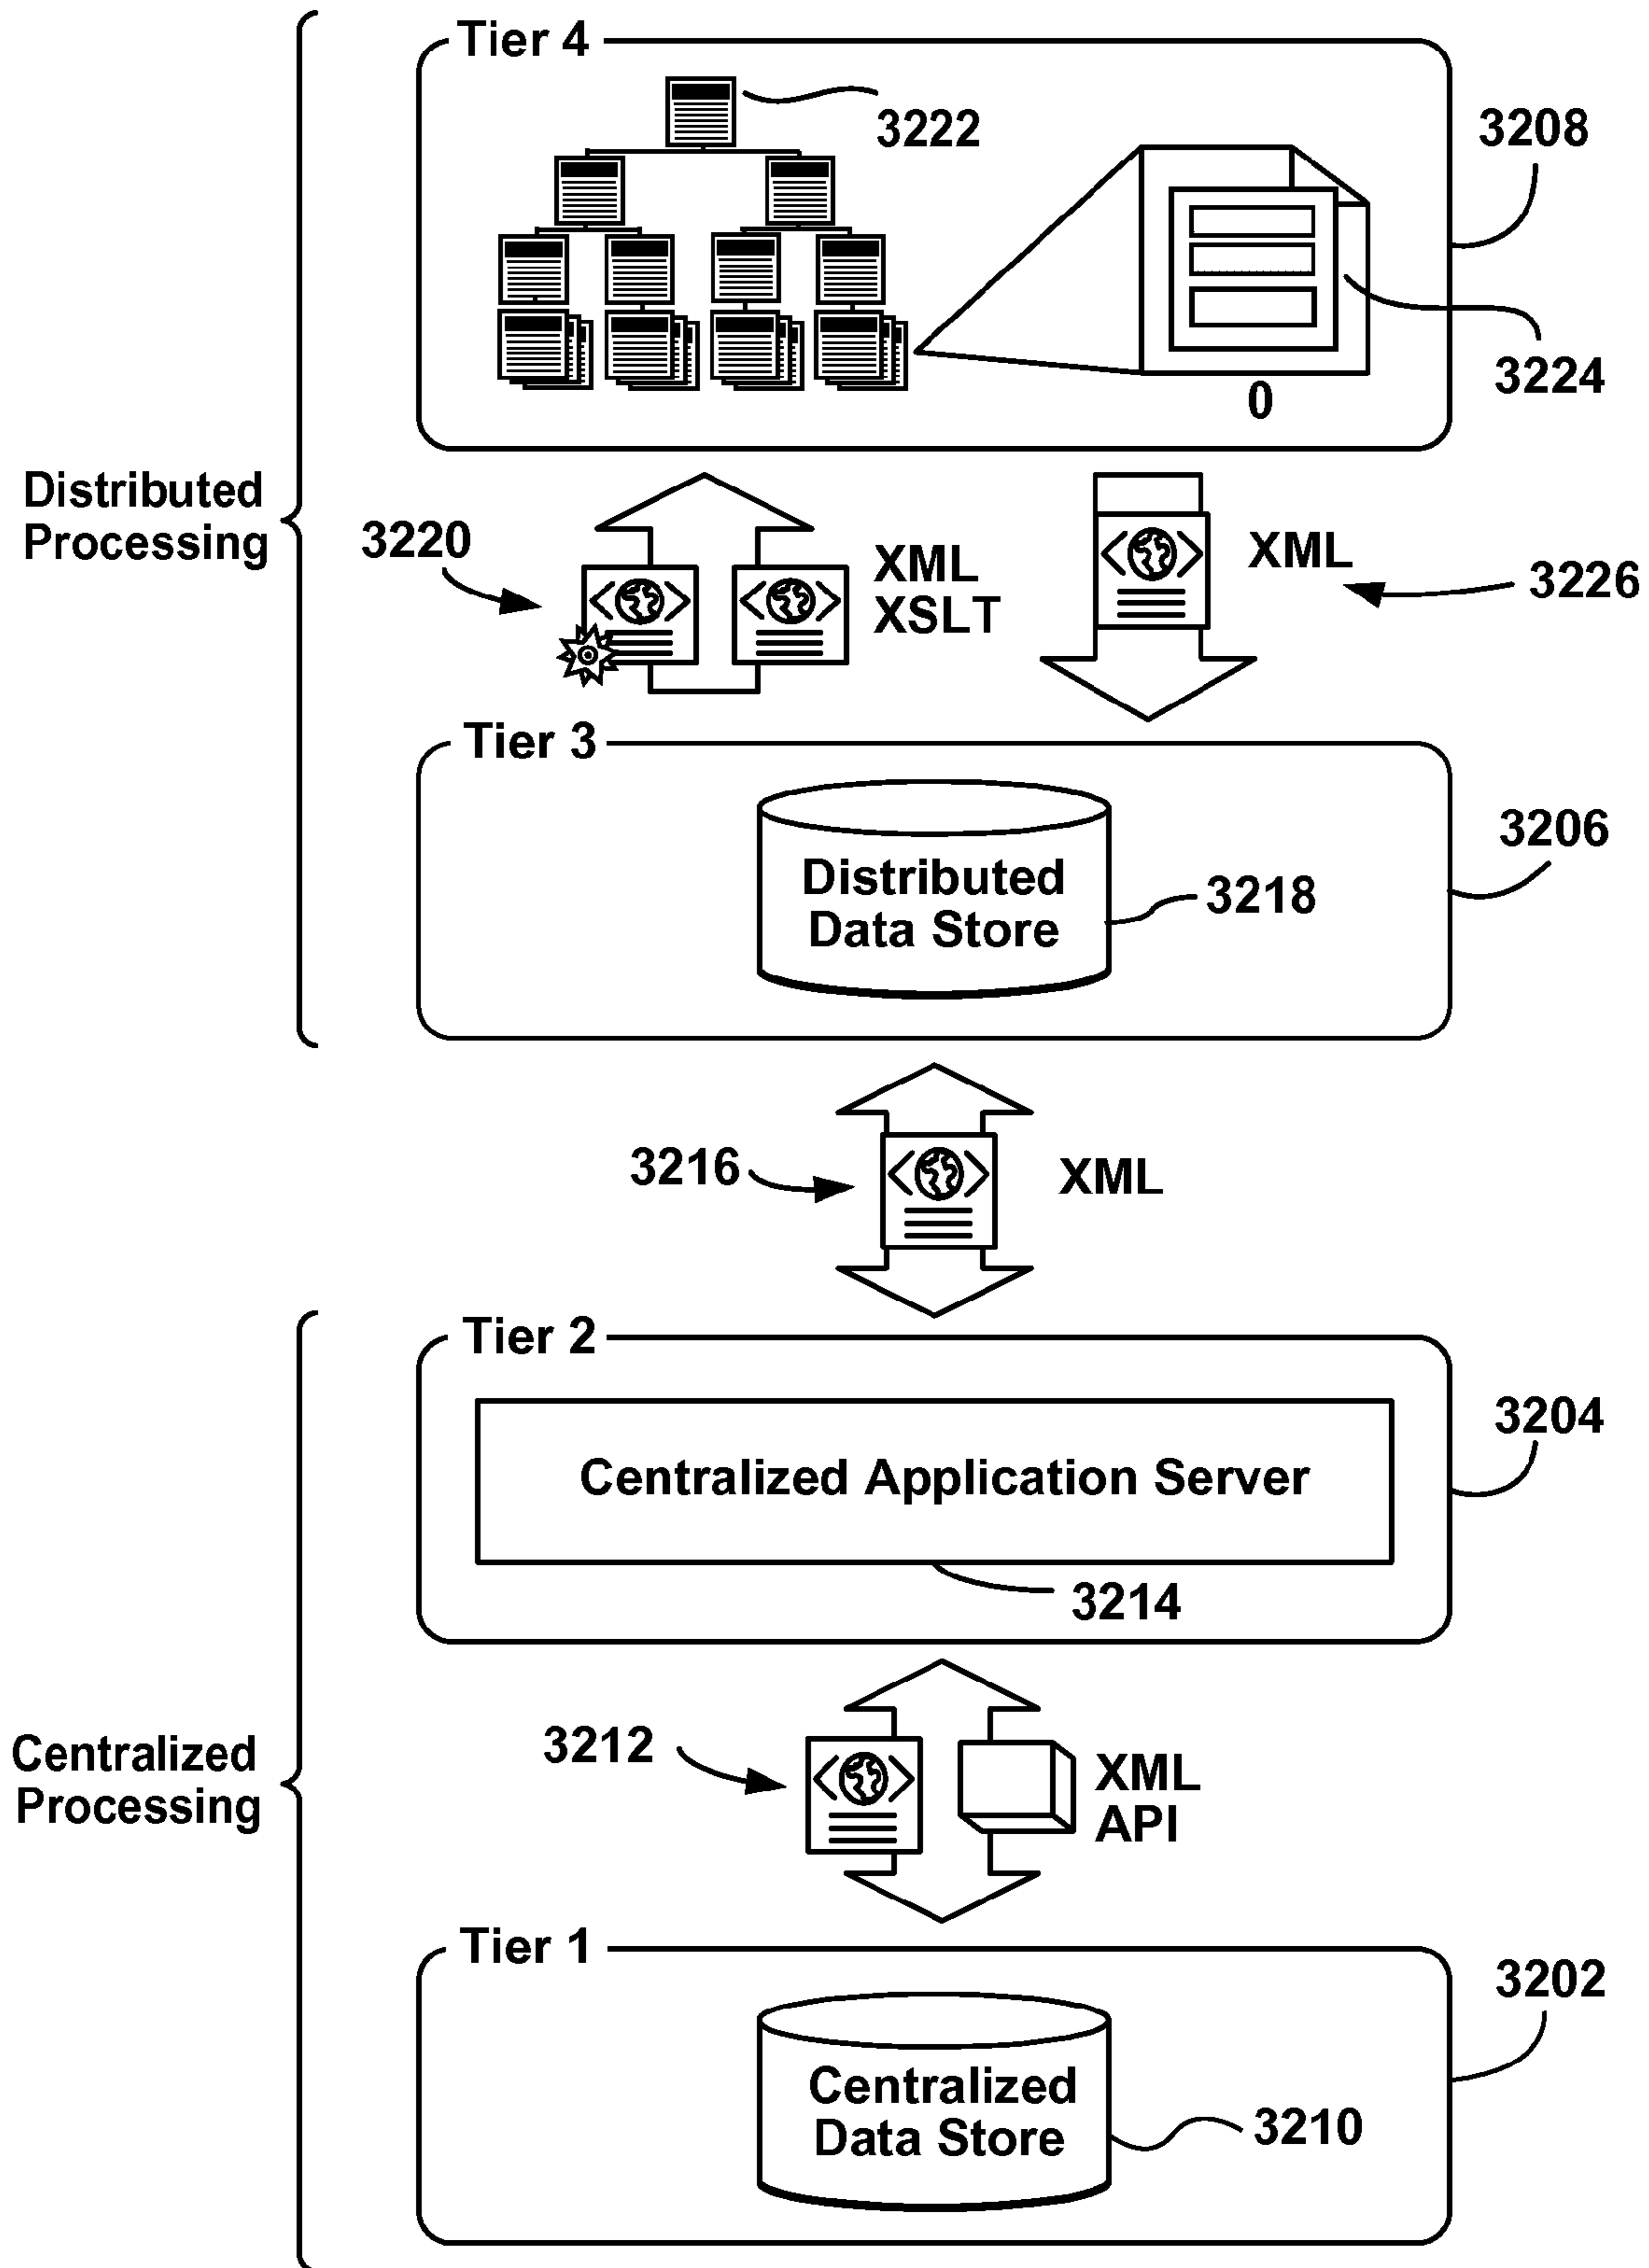 Tier 4
3222
3208
3224
0
Distributed
Processing
3220
XML
XSLT
XML
3226
Tier 3
Distributed
Data Store
3218
3206
3216
XML
Tier 2
Centralized Application Server
3204
3214
Centralized
Processing
3212
XML
API
Tier 1
Centralized
Data Store
3210
3202